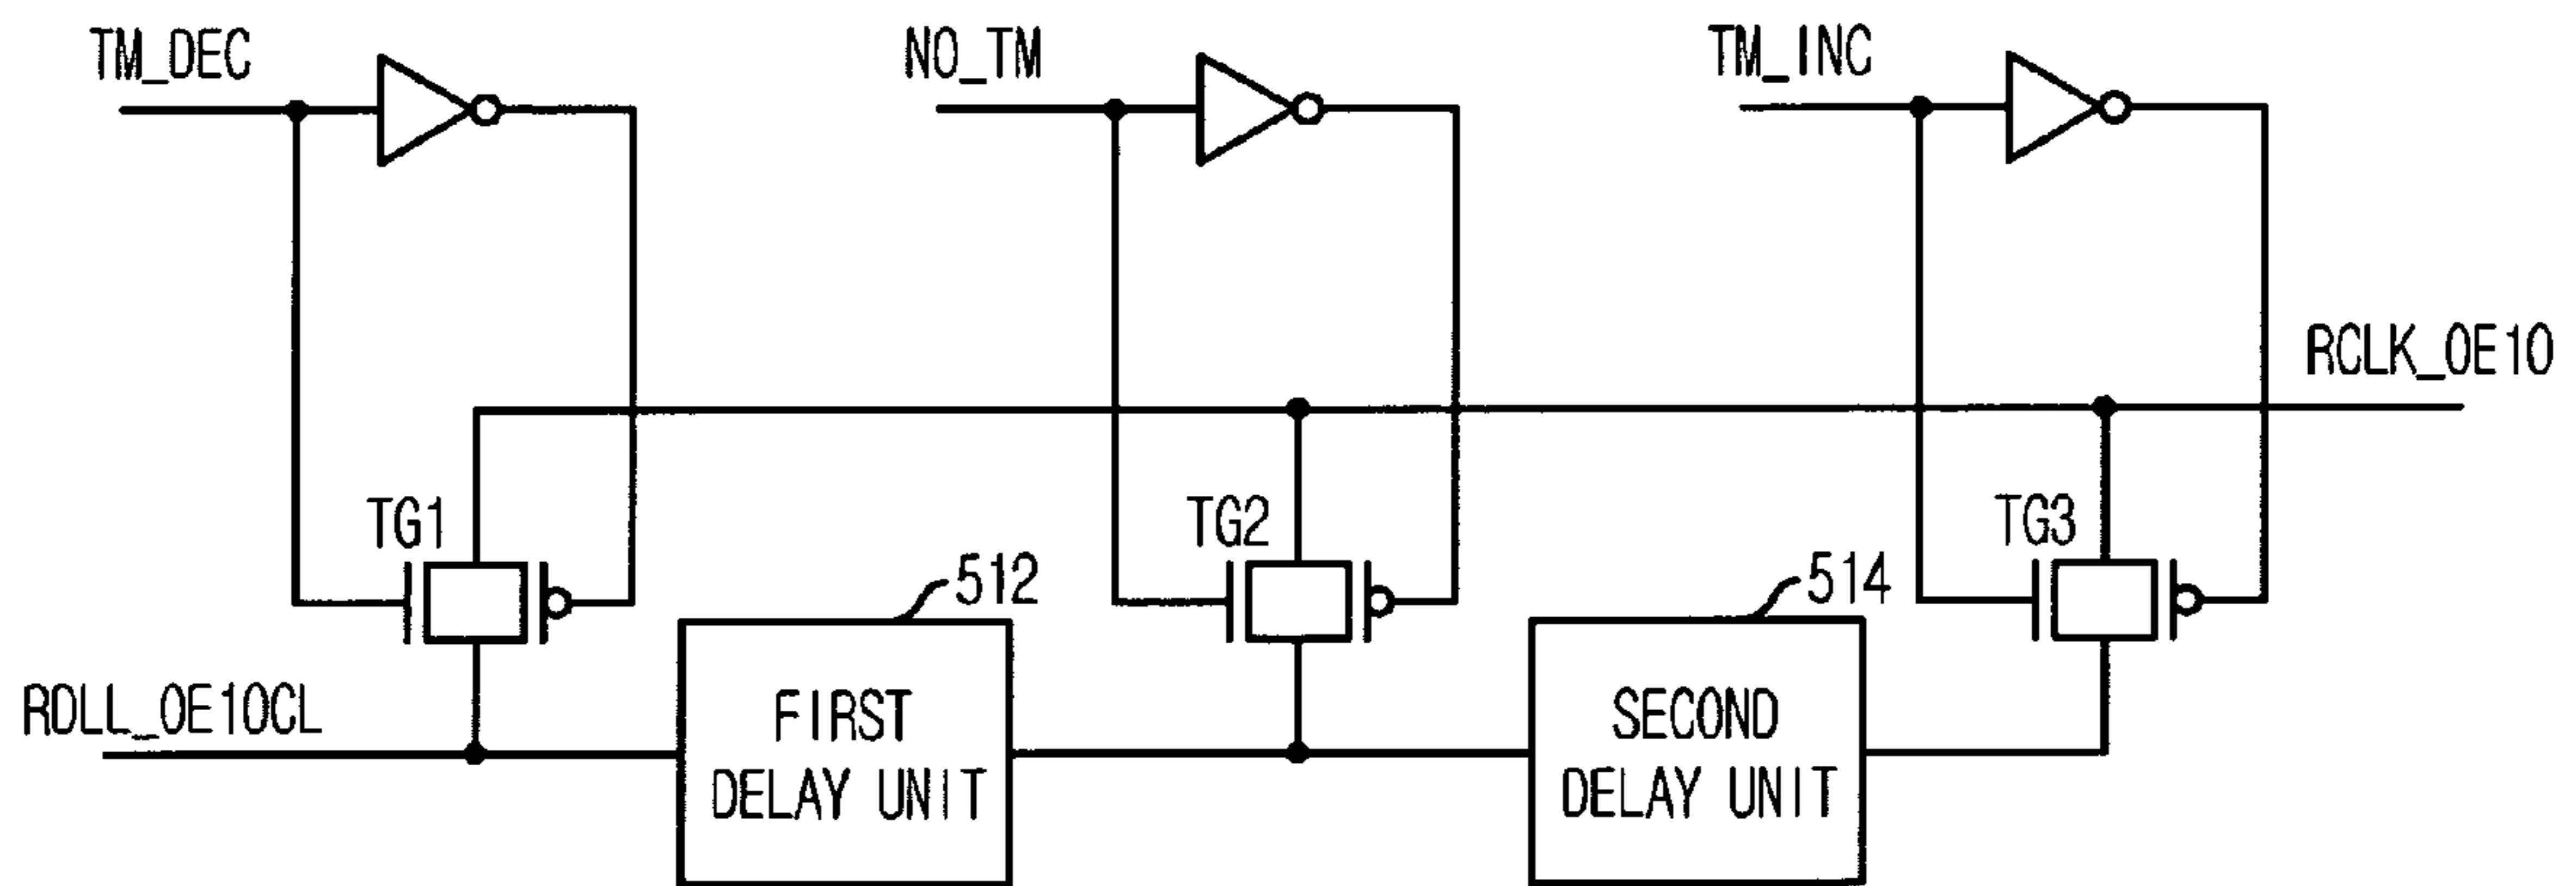 TM_DEC
NO_TM
TM_INC
RCLK_OE10
TG1
TG2
TG3
512
514
RDLL_OE10CL
FIRST
DELAY UNIT
SECOND
DELAY UNIT